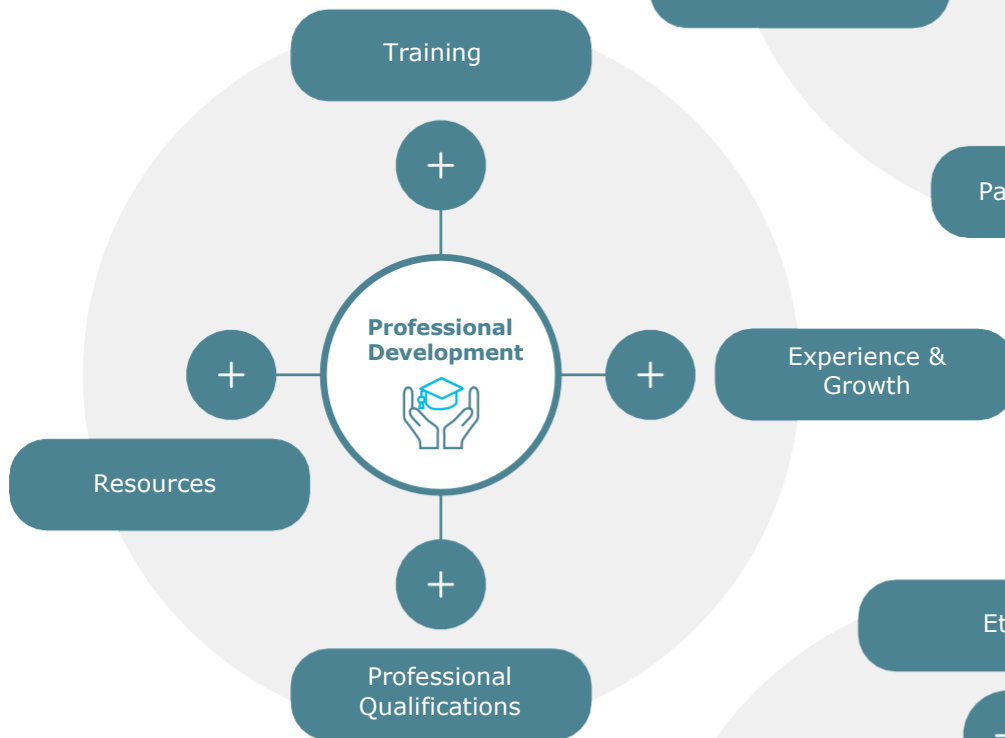 Training
Professional
Development
Experience &
Growth
Resources
Professional
Qualifications